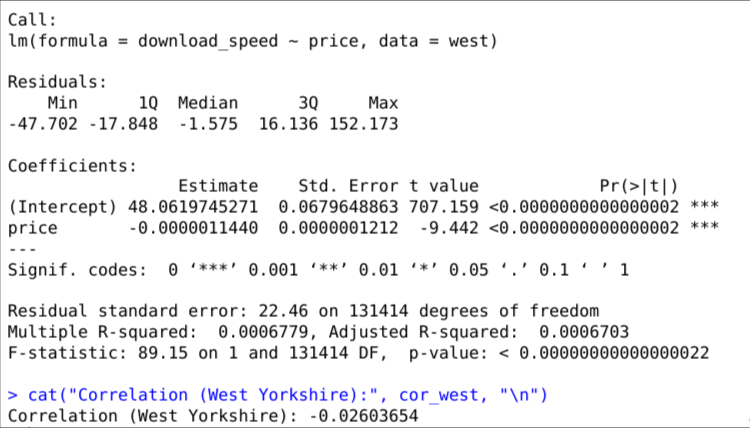 Call:
lm(formula = download_speed ~ price, data = west)
Residuals:
    Min      1Q  Median      3Q     Max
-47.702 -17.848  -1.575  16.136 152.173
Coefficients:
                 Estimate    Std. Error t value            Pr(>|t|)
(Intercept) 48.0619745271  0.0679648863 707.159 <0.0000000000000002 ***
price       -0.0000011440  0.0000001212  -9.442 <0.0000000000000002 ***
---
Signif. codes:  0 ‘***’ 0.001 ‘**’ 0.01 ‘*’ 0.05 ‘.’ 0.1 ‘ ’ 1
Residual standard error: 22.46 on 131414 degrees of freedom
Multiple R-squared:  0.0006779, Adjusted R-squared:  0.0006703
F-statistic: 89.15 on 1 and 131414 DF,  p-value: < 0.00000000000000022
> cat("Correlation (West Yorkshire):", cor_west, "\n")
Correlation (West Yorkshire): -0.02603654